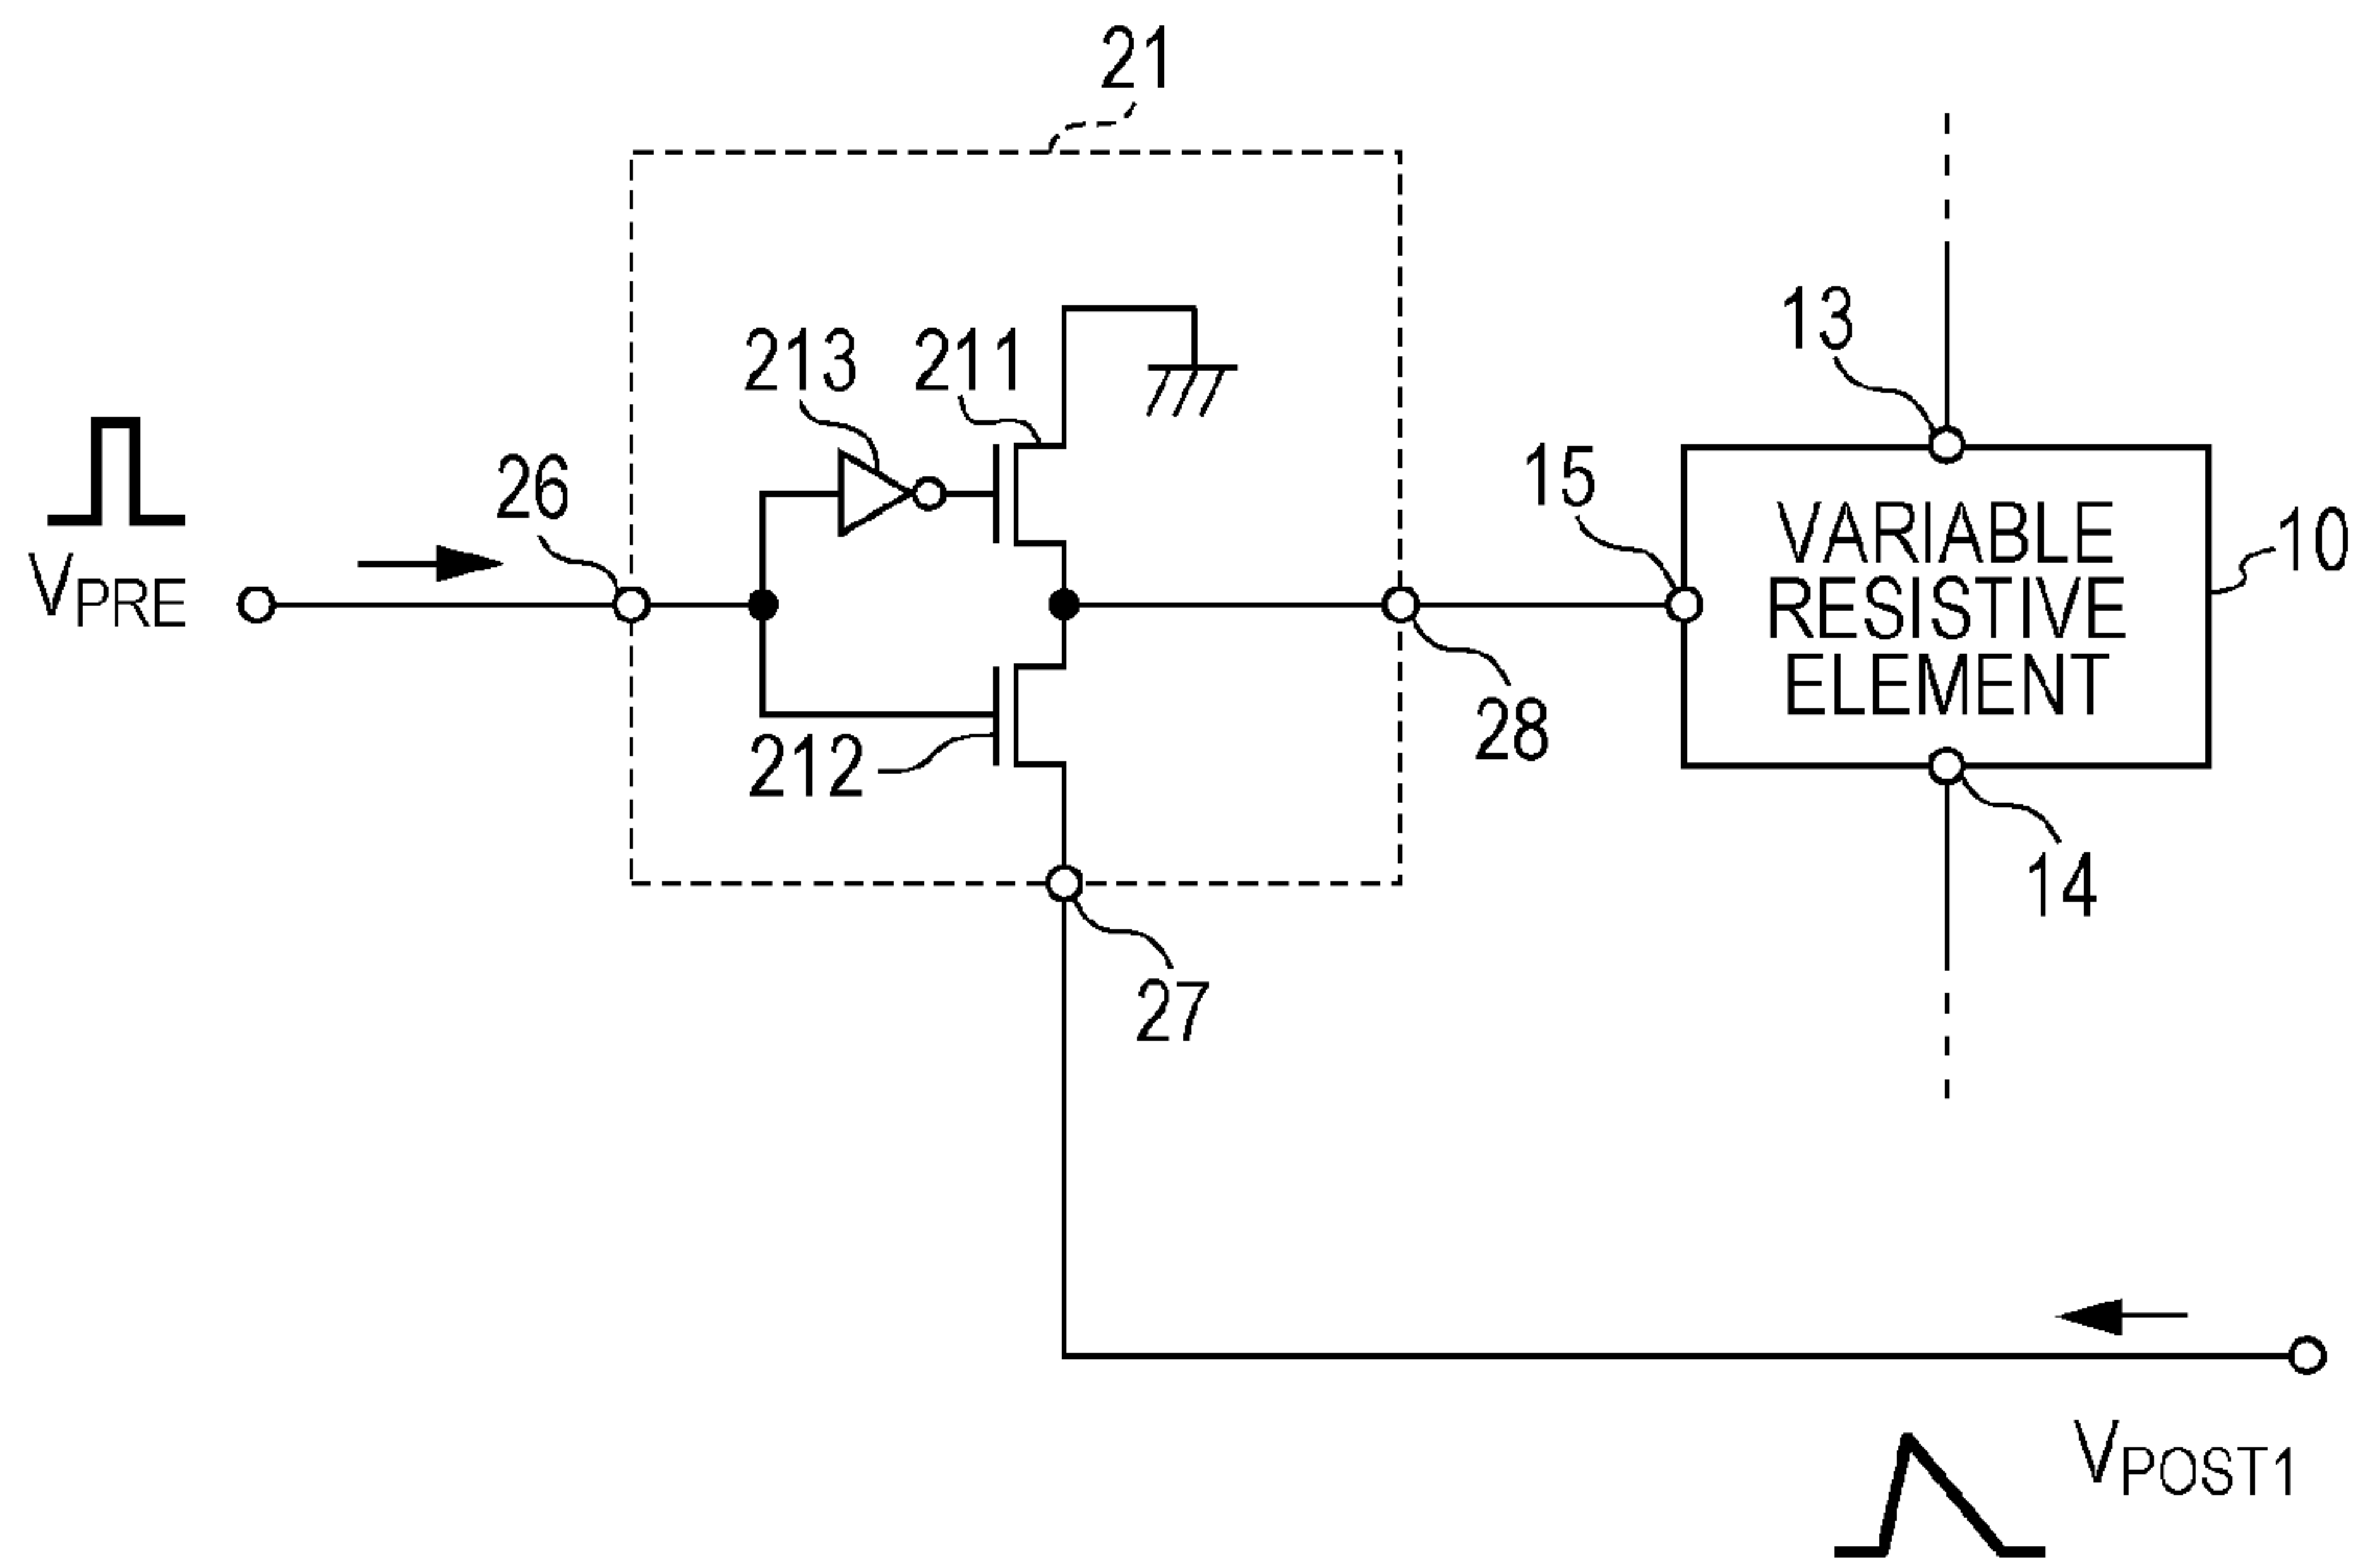 21
13
213 211
15
26
10
VARIABLE
RESISTIVE
ELEMENT
VPRE
28
212
14
27
VPOST1